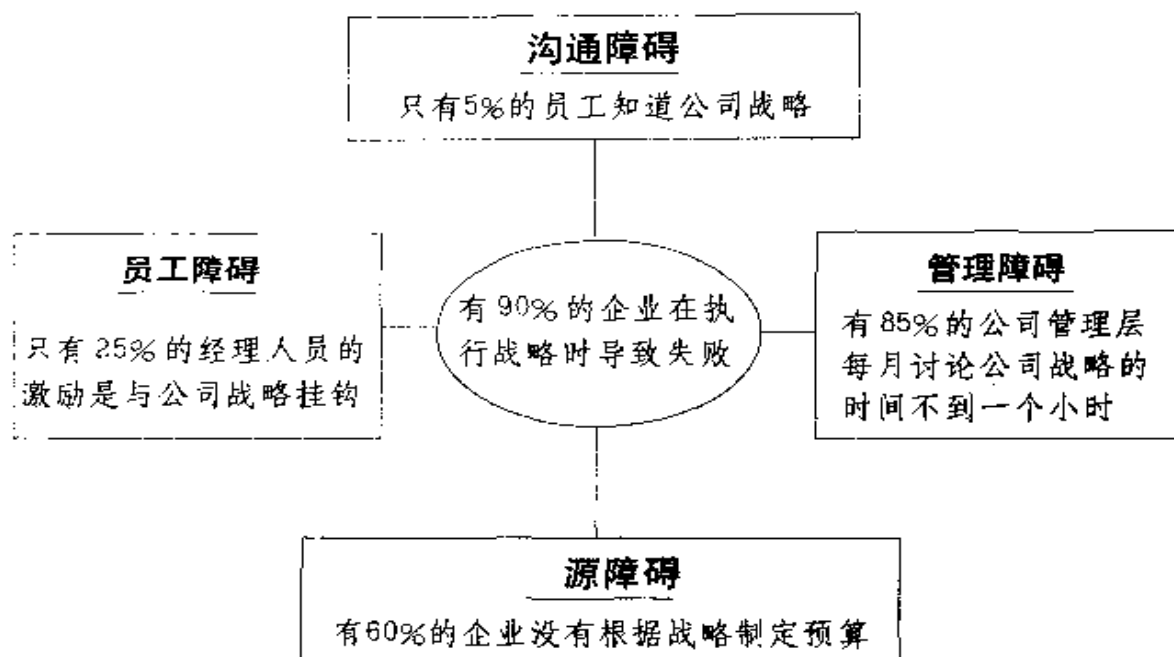 沟通障碍
只有5%的员工知道公司战略
员工障碍
只有25%的经理人员的
激励是与公司战略挂钩
有90%的企业在执
行战略时导致失败
管理障碍
有85%的公司管理层
每月讨论公司战略的
时间不到一个小时
源障碍
有60%的企业没有根据战略制定预算